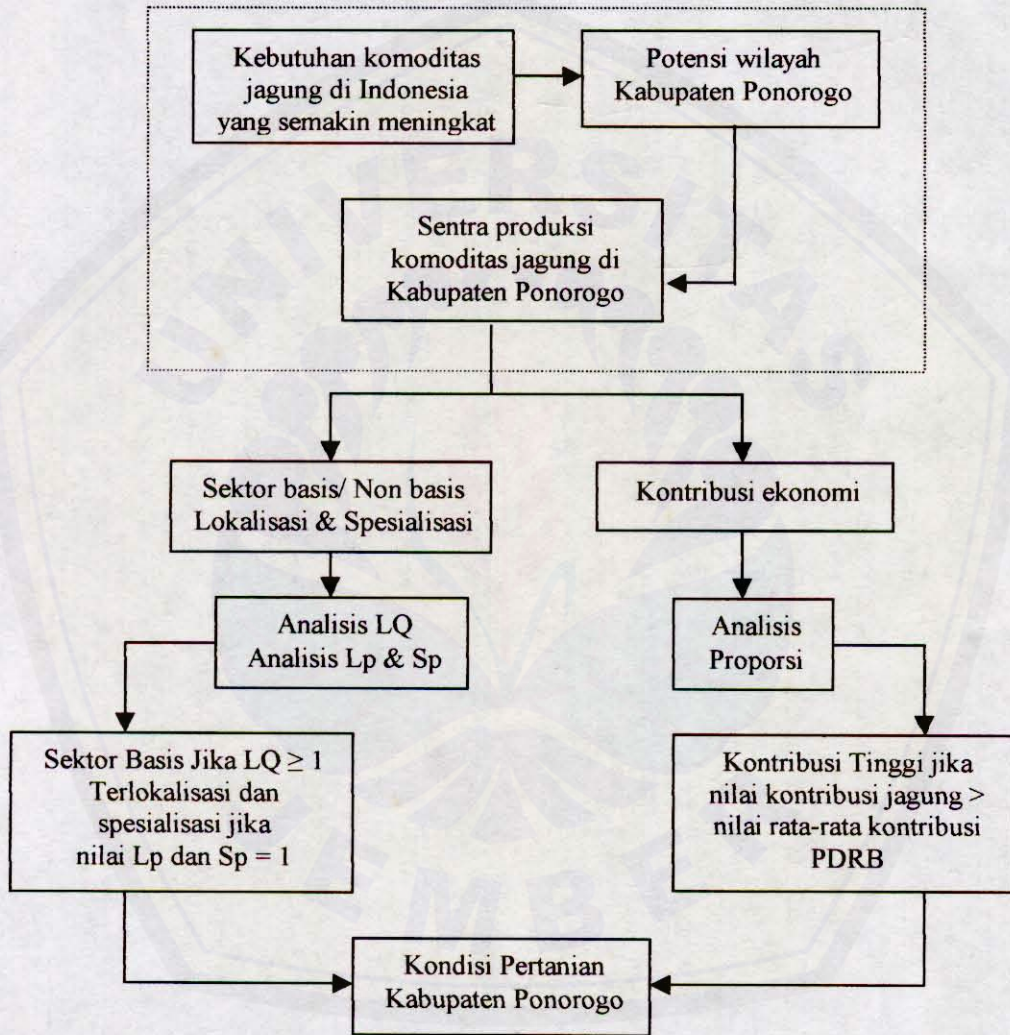 Kebutuhan komoditas
jagung di Indonesia
yang semakin meningkat
Potensi wilayah
Kabupaten Ponorogo
Sentra produksi
komoditas jagung di
Kabupaten Ponorogo
Sektor basis/ Non basis
Lokalisasi & Spesialisasi
Kontribusi ekonomi
Analisis LQ
Analisis Lp & Sp
Analisis
Proporsi
Sektor Basis Jika LQ ≥ 1
Terlokalisasi dan
spesialisasi jika
nilai Lp dan Sp = 1
Kontribusi Tinggi jika
nilai kontribusi jagung >
nilai rata-rata kontribusi
PDRB
Kondisi Pertanian
Kabupaten Ponorogo
UNIVERSITAS
JEMBER